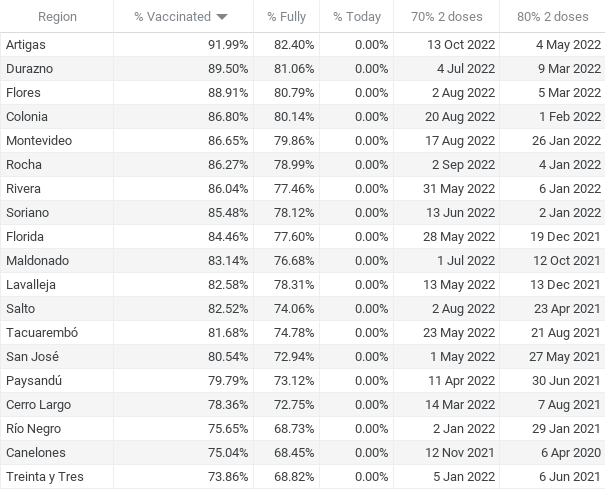 Region % Vaccinated % Fully % Today 70% 2 doses 80% 2 doses
Artigas 91.99% 82.40% 0.00% 13 Oct 2022 4 May 2022
Durazno 89.50% 81.06% 0.00% 4 Jul 2022 9 Mar 2022
Flores 88.91% 80.79% 0.00% 2 Aug 2022 5 Mar 2022
Colonia 86.80% 80.14% 0.00% 20 Aug 2022 1 Feb 2022
Montevideo 86.65% 79.86% 0.00% 17 Aug 2022 26 Jan 2022
Rocha 86.27% 78.99% 0.00% 2 Sep 2022 4 Jan 2022
Rivera 86.04% 77.46% 0.00% 31 May 2022 6 Jan 2022
Soriano 85.48% 78.12% 0.00% 13 Jun 2022 2 Jan 2022
Florida 84.46% 77.60% 0.00% 28 May 2022 19 Dec 2021
Maldonado 83.14% 76.68% 0.00% 1 Jul 2022 12 Oct 2021
Lavalleja 82.58% 78.31% 0.00% 13 May 2022 13 Dec 2021
Salto 82.52% 74.06% 0.00% 2 Aug 2022 23 Apr 2021
Tacuarembó 81.68% 74.78% 0.00% 23 May 2022 21 Aug 2021
San José 80.54% 72.94% 0.00% 1 May 2022 27 May 2021
Paysandú 79.79% 73.12% 0.00% 11 Apr 2022 30 Jun 2021
Cerro Largo 78.36% 72.75% 0.00% 14 Mar 2022 7 Aug 2021
Río Negro 75.65% 68.73% 0.00% 2 Jan 2022 29 Jan 2021
Canelones 75.04% 68.45% 0.00% 12 Nov 2021 6 Apr 2020
Treinta y Tres 73.86% 68.82% 0.00% 5 Jan 2022 6 Jun 2021